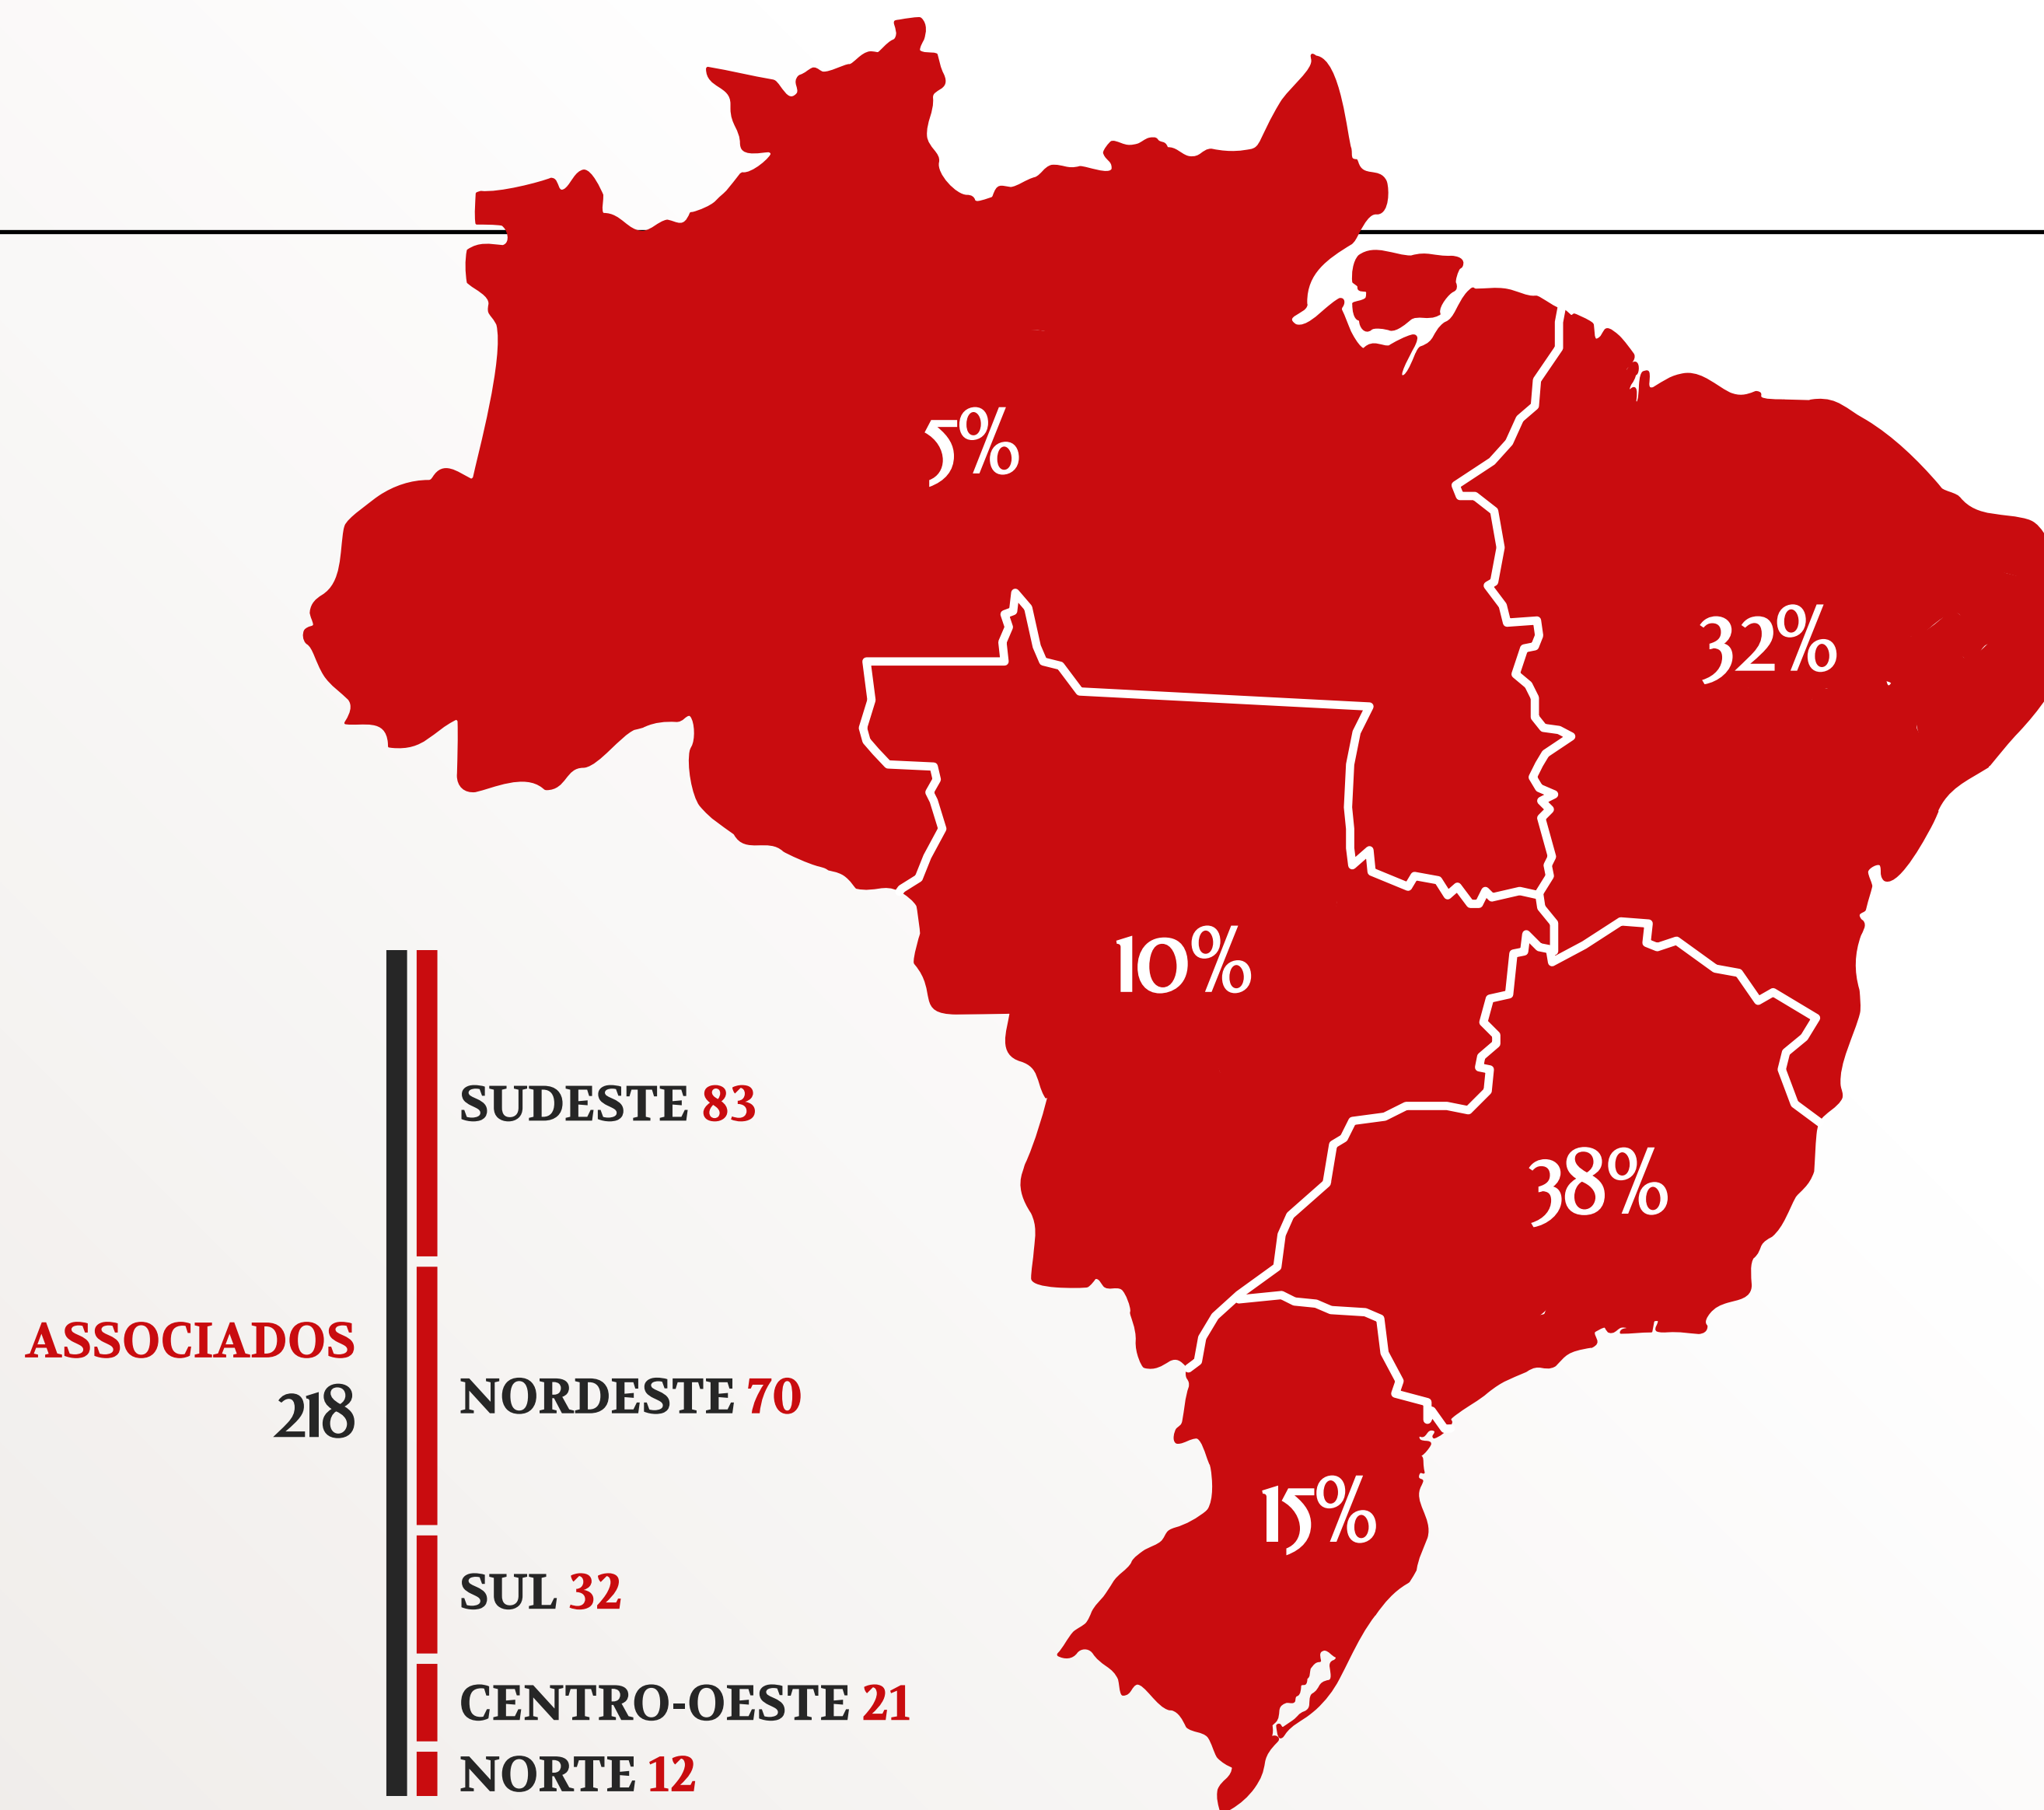 5%
32%
10%
38%
15%
SUDESTE 83
ASSOCIADOS
218
NORDESTE 70
SUL 32
CENTRO-OESTE 21
NORTE 12